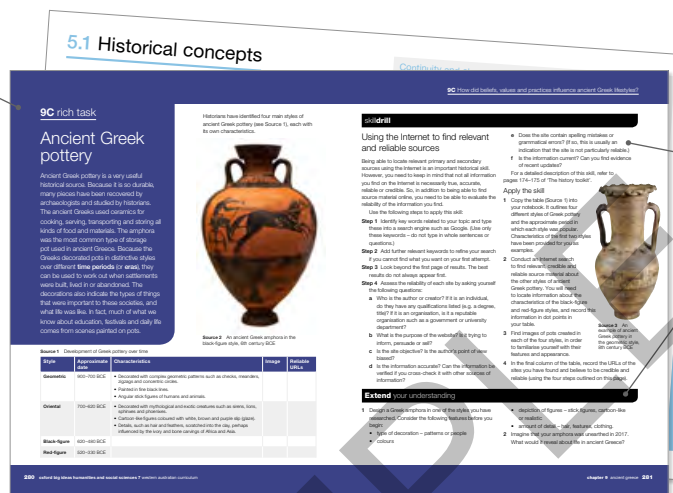 5.1 Historical concepts
9C How did beliefs, values and practices influence ancient Greek lifestyles?
9C rich task
Ancient Greek
pottery
Ancient Greek pottery is a very useful
historical source. Because it is so durable,
many pieces have been recovered by
archaeologists and studied by historians.
The ancient Greeks used ceramics for
cooking, serving, transporting and storing all
kinds of food and materials. The amphora
was the most common type of storage
pot used in ancient Greece. Because the
Greeks decorated pots in distinctive styles
over different time periods (or eras), they
can be used to work out when settlements
were built, lived in or abandoned. The
decorations also indicate the types of things
that were important to these societies, and
what life was like. In fact, much of what we
know about education, festivals and daily life
comes from scenes painted on pots.
Historians have identified four main styles of
ancient Greek pottery (see Source 1), each with
its own characteristics.
Source 2 An ancient Greek amphora in the
black-figure style, 6th century BCE
Source 1 Development of Greek pottery over time
Style Approximate date Characteristics Image Reliable URLs
Geometric 900–700 BCE • Decorated with complex geometric patterns such as checks, meanders,
zigzags and concentric circles.
• Painted in fine black lines.
• Angular stick figures of humans and animals.
Oriental 700–620 BCE • Decorated with mythological and exotic creatures such as sirens, lions,
sphinxes and phoenixes.
• Cartoon-like figures coloured with white, brown and purple slip (glaze).
• Details, such as hair and feathers, scratched into the clay, perhaps
influenced by the ivory and bone carvings of Africa and Asia.
Black-figure 620–480 BCE
Red-figure 530–330 BCE
280 oxford big ideas humanities and social sciences 7 western australian curriculum
skilldrill
Using the internet to find relevant
and reliable sources
Being able to locate relevant primary and secondary
sources using the Internet is an important historical skill.
However, you need to keep in mind that not all information
you find on the Internet is necessarily true, accurate,
reliable or credible. So, in addition to being able to find
source material online, you need to be able to evaluate the
reliability of the information you find.
Use the following steps to apply this skill:
Step 1 Identify key words related to your topic and type
these into a search engine such as Google. (Use only
these keywords – do not type in whole sentences or
questions.)
Step 2 Add further relevant keywords to refine your search
if you cannot find what you want on your first attempt.
Step 3 Look beyond the first page of results. The best
results do not always appear first.
Step 4 Assess the reliability of each site by asking yourself
the following questions:
a Who is the author or creator? If it is an individual,
do they have any qualifications listed (e.g. a degree,
title)? If it is an organisation, is it a reputable
organisation such as a government or university
department?
b What is the purpose of the website? Is it trying to
inform, persuade or sell?
c Is the site objective? Is the author's point of view
biased?
d Is the information accurate? Can the information be
verified if you cross-check it with other sources of
information?
e Does the site contain spelling mistakes or
grammatical errors? (If so, this is usually an
indication that the site is not particularly reliable.)
f Is the information current? Can you find evidence
of recent updates?
For a detailed description of this skill, refer to
pages 174–175 of 'The history toolkit'.
Apply the skill
1 Copy the table (Source 1) into
your notebook. It outlines four
different styles of Greek pottery
and the approximate period in
which each style was popular.
Characteristics of the first two styles
have been provided for you as
examples.
2 Conduct an Internet search
to find relevant, credible and
reliable source material about
the other styles of ancient
Greek pottery. You will need
to locate information about the
characteristics of the black-figure
and red-figure styles, and record this
information in dot points in
your table.
3 Find images of pots created in
each of the four styles, in order
to familiarise yourself with their
features and appearance.
4 In the final column of the table, record the URLs of the
sites you have found and believe to be credible and
reliable (using the four steps outlined on this page).
Source 3 An
example of ancient
Greek pottery in
the geometric style,
8th century BCE
Extend your understanding
1 Design a Greek amphora in one of the styles you have
researched. Consider the following features before you
begin:
• type of decoration – patterns or people
• colours
• depiction of figures – stick figures, cartoon-like
or realistic
• amount of detail – hair, features, clothing.
2 Imagine that your amphora was unearthed in 2017.
What would it reveal about life in ancient Greece?
chapter 9 ancient greece 281